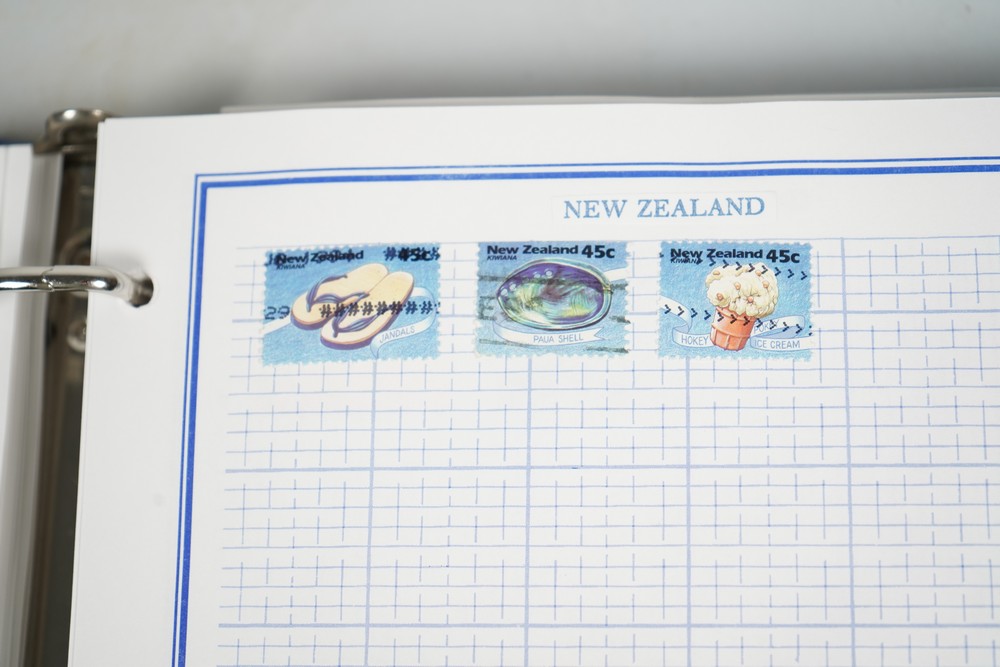 NEW ZEALAND
New Zealand 45c
KIWIANA
29
JANDALS
New Zealand 45c
KIWIANA
PAUA SHELL
New Zealand 45c
KIWIANA
HOKEY
ICE CREAM